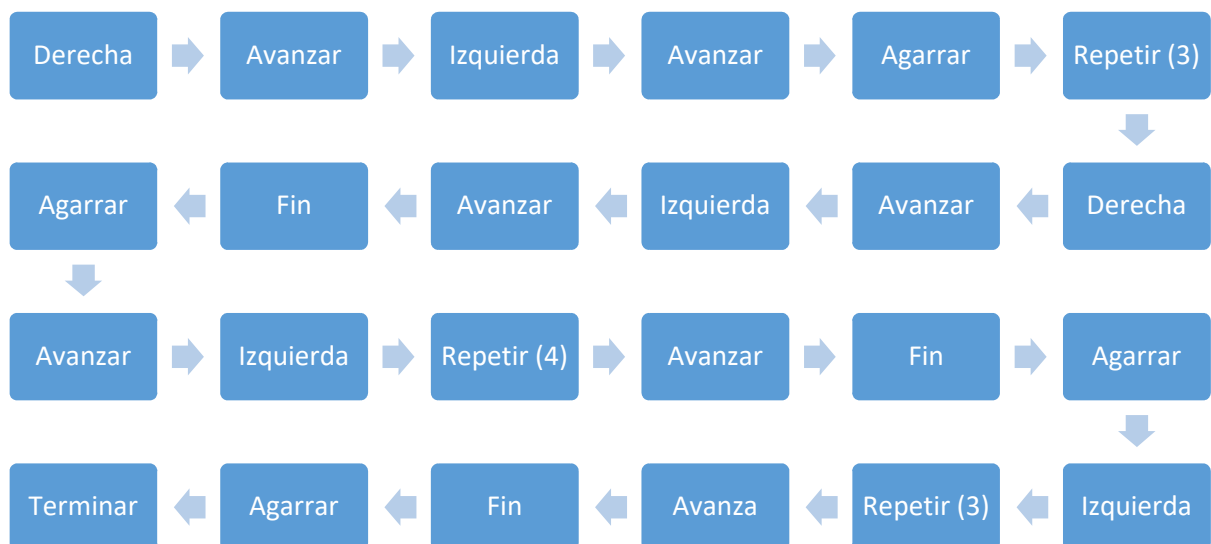 Derecha
Avanzar
Izquierda
Avanzar
Agarrar
Repetir (3)
Derecha
Avanzar
Izquierda
Avanzar
Fin
Agarrar
Avanzar
Izquierda
Repetir (4)
Avanzar
Fin
Agarrar
Izquierda
Repetir (3)
Avanza
Fin
Agarrar
Terminar